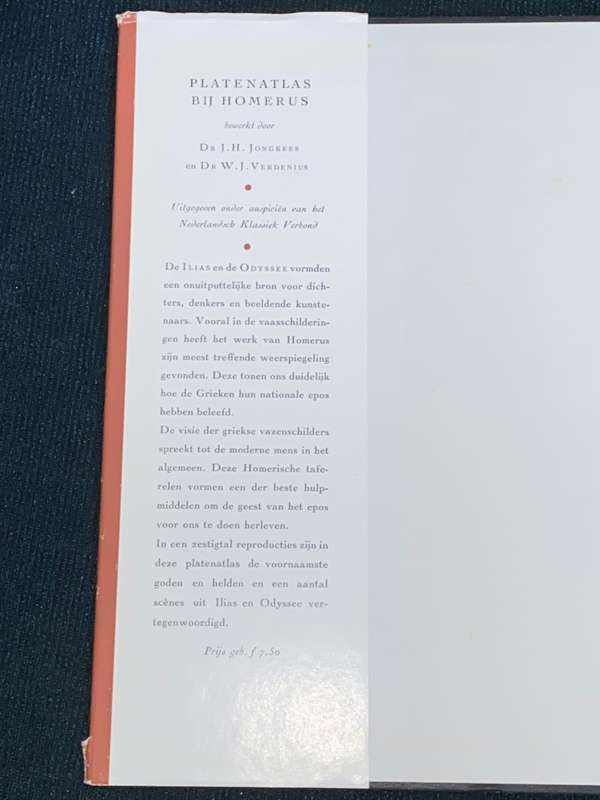 PLATENATLAS
BIJ HOMERUS
bewerkt door
DR J. H. JONGKEES
en DR W. J. VERDENIUS
Uitgegeven onder auspiciën van het
Nederlandsch Klassiek Verbond
De ILIAS en de ODYSSEE vormden
een onuitputtelijke bron voor dich-
ters, denkers en beeldende kunste-
naars. Vooral in de vaasschilderin-
gen heeft het werk van Homerus
zijn meest treffende weerspiegeling
gevonden. Deze tonen ons duidelijk
hoe de Grieken hun nationale epos
hebben beleefd.
De visie der griekse vazenschilders
spreekt tot de moderne mens in het
algemeen. Deze Homerische tafe-
relen vormen een der beste hulp-
middelen om de geest van het epos
voor ons te doen herleven.
In een zestigtal reproducties zijn in
deze platenatlas de voornaamste
goden en helden en een aantal
scènes uit Ilias en Odyssee ver-
tegenwoordigd.
Prijs geb. f 7.50